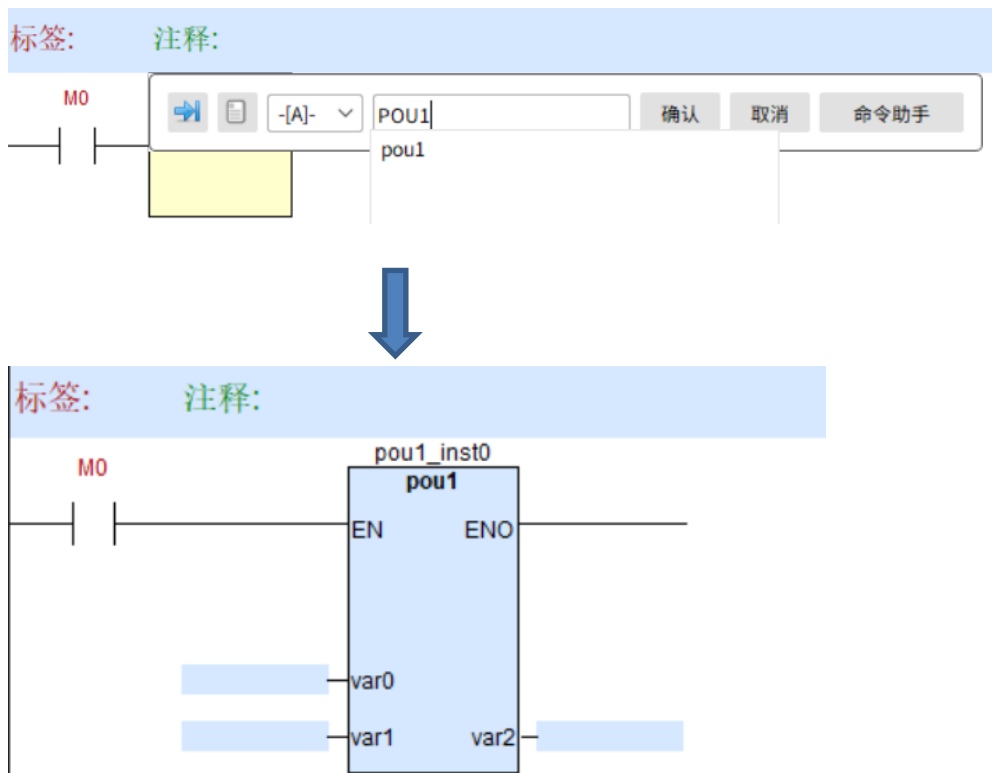 标签: 注释:
M0
-[A]- POU1 确认 取消 命令助手
pou1
标签: 注释:
pou1_inst0
M0 pou1
EN ENO
var0
var1 var2